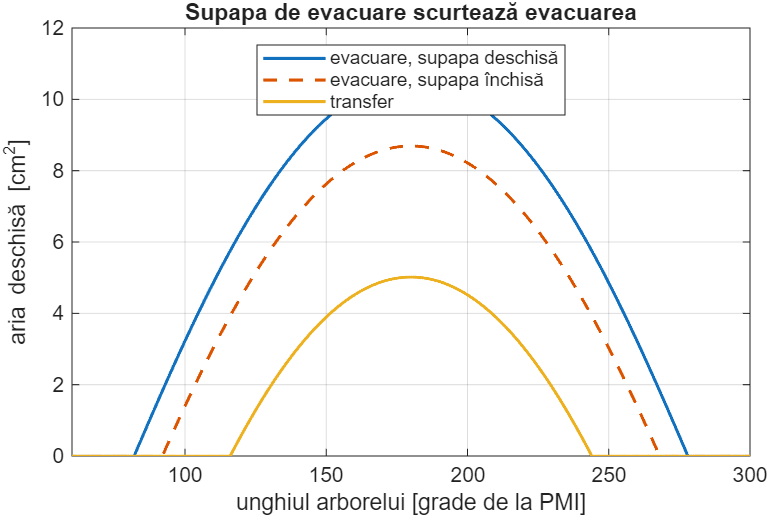 Supapa de evacuare scurtează evacuarea
12
10
8
6
4
2
0
aria deschisă [cm²]
evacuare, supapa deschisă
evacuare, supapa închisă
transfer
100 150 200 250 300
unghiul arborelui [grade de la PMI]